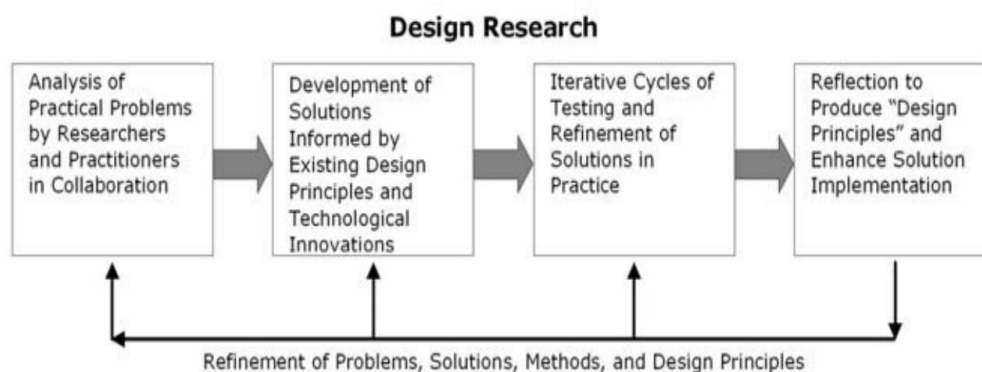 Design Research
Analysis of
Practical Problems
by Researchers
and Practitioners
in Collaboration
Development of
Solutions
Informed by
Existing Design
Principles and
Technological
Innovations
Iterative Cycles of
Testing and
Refinement of
Solutions in
Practice
Reflection to
Produce “Design
Principles” and
Enhance Solution
Implementation
Refinement of Problems, Solutions, Methods, and Design Principles